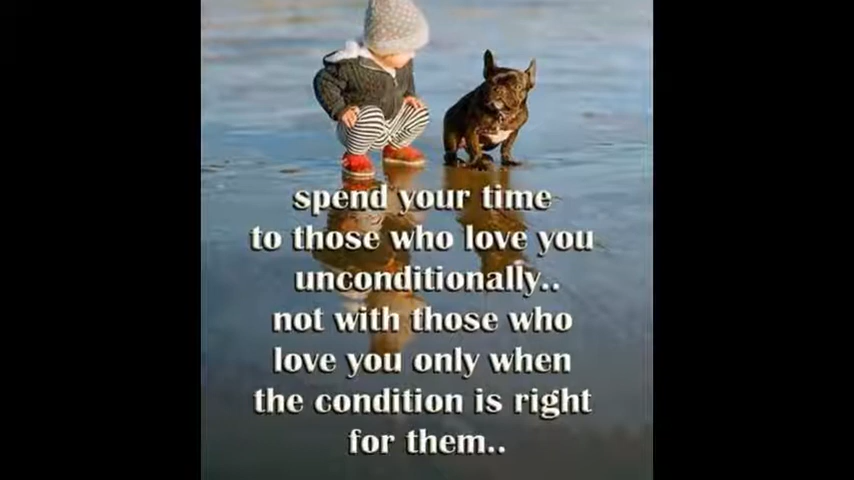 spend your time
to those who love you
unconditionally..
not with those who
love you only when
the condition is right
for them..